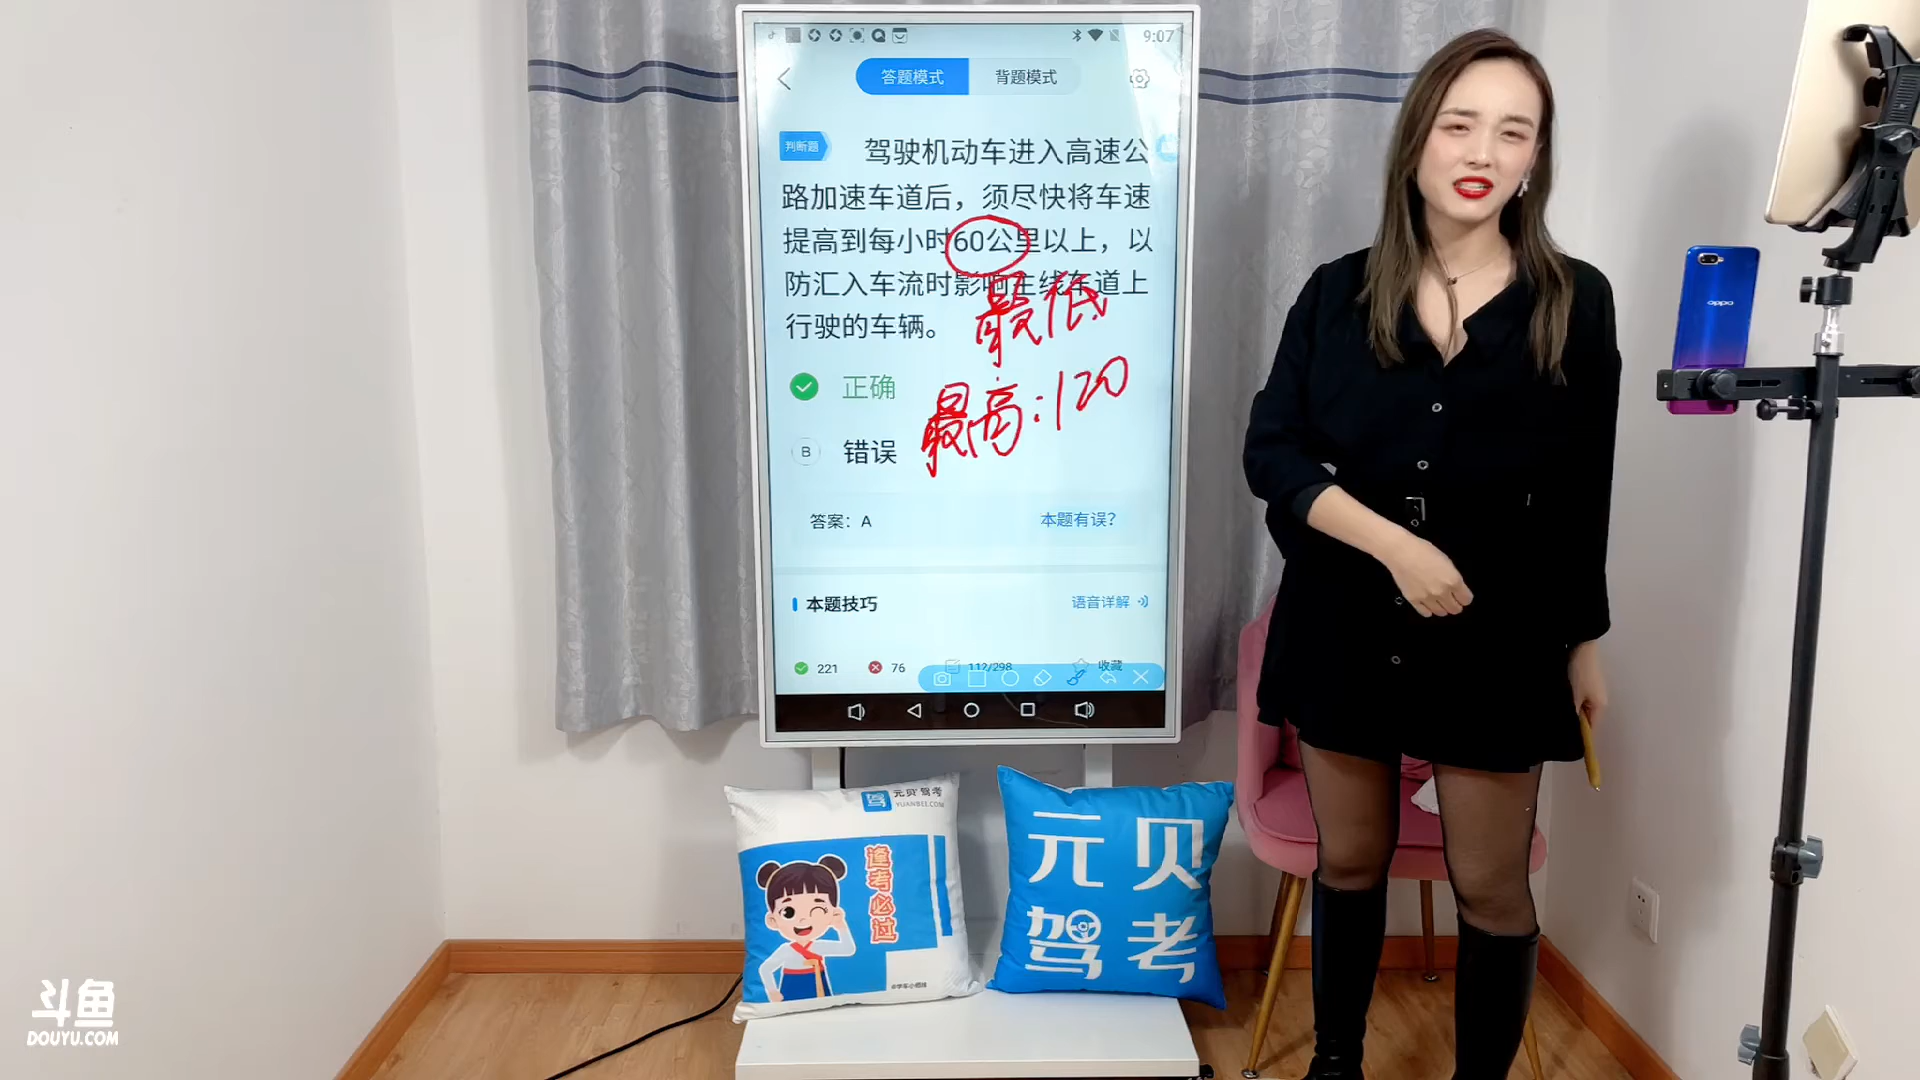 9:07
答题模式
背题模式
判断题
驾驶机动车进入高速公
路加速车道后，须尽快将车速
提高到每小时60公里以上，以
防汇入车流时影响主线车道上
行驶的车辆。
最低
正确
最高:120
B 错误
答案：A
本题有误?
本题技巧
语音详解
221
76
112/298
收藏
oppo
驾 元贝驾考
YUANBEI.COM
逢考必过
@学车小姐妹
元贝
驾考
斗鱼
DOUYU.COM